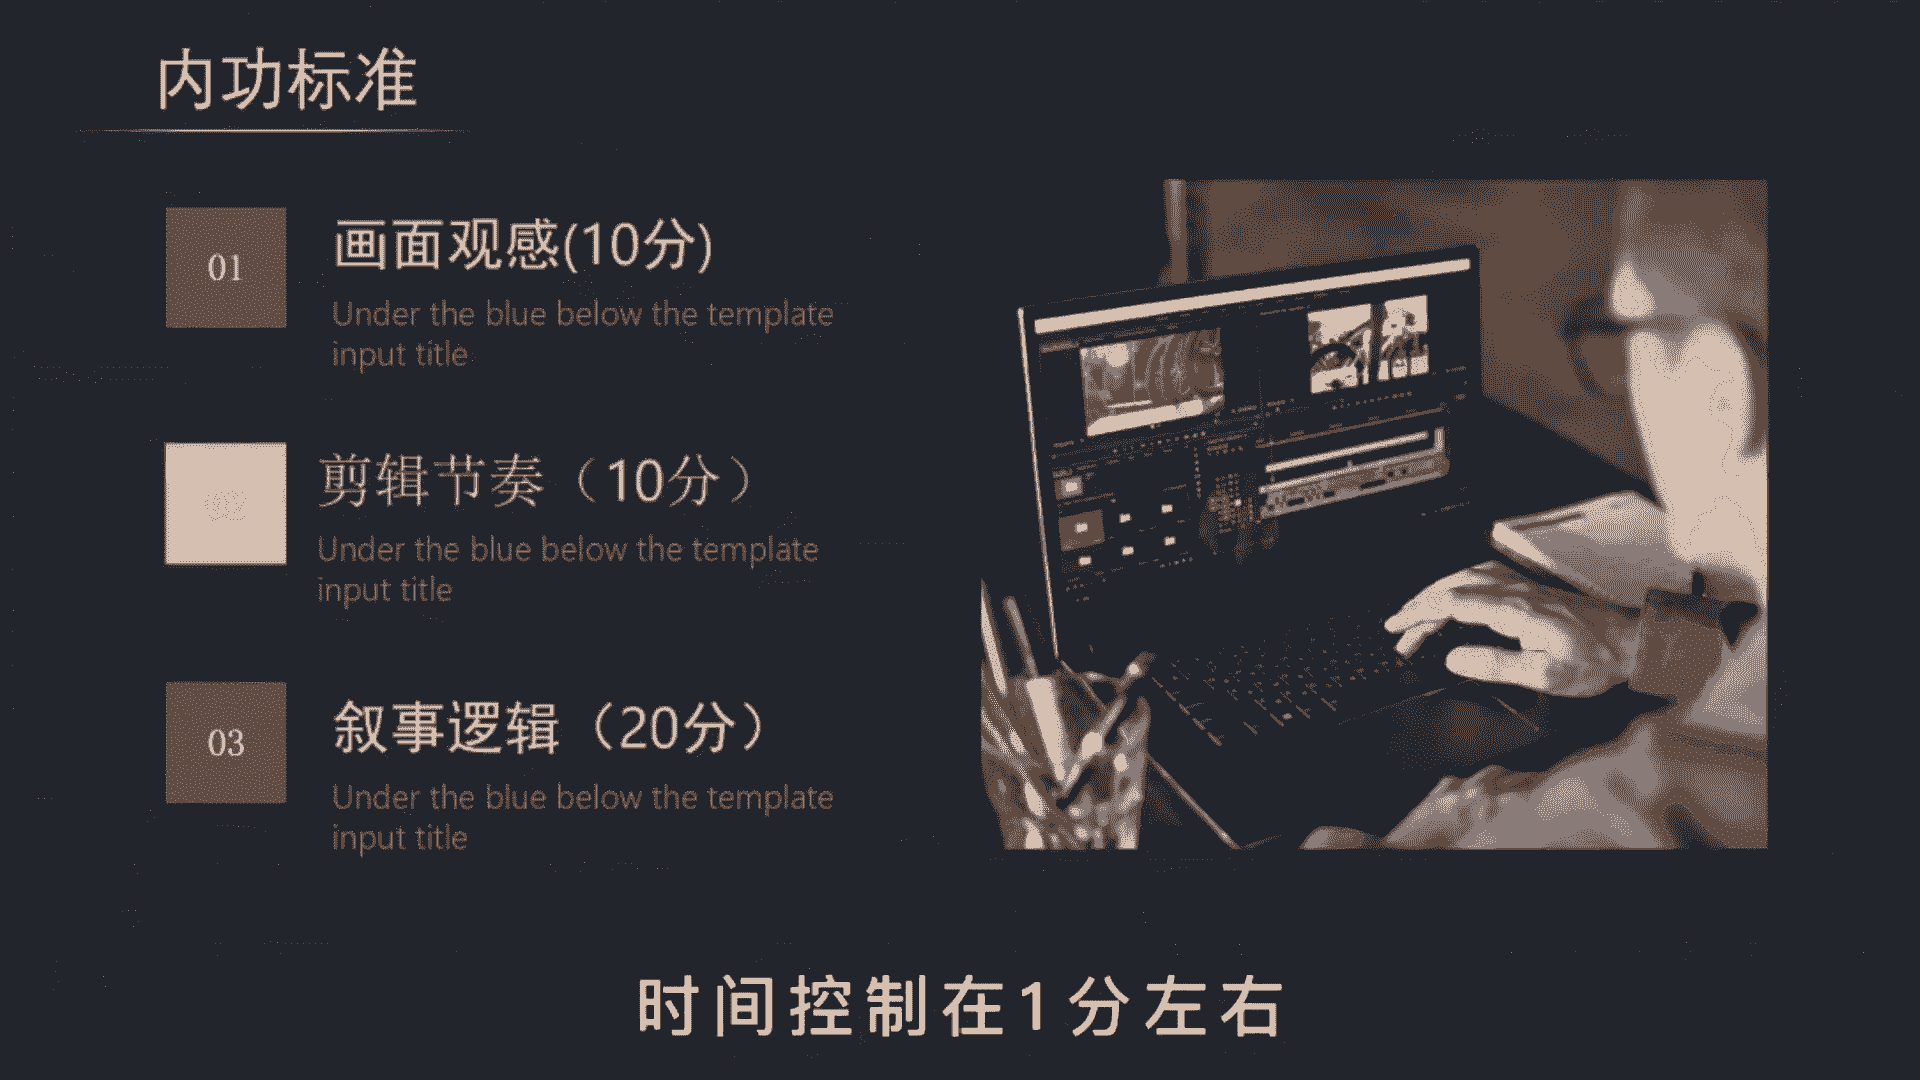 内功标准
01
画面观感(10分)
Under the blue below the template
input title
02
剪辑节奏（10分）
Under the blue below the template
input title
03
叙事逻辑（20分）
Under the blue below the template
input title
时间控制在1分左右